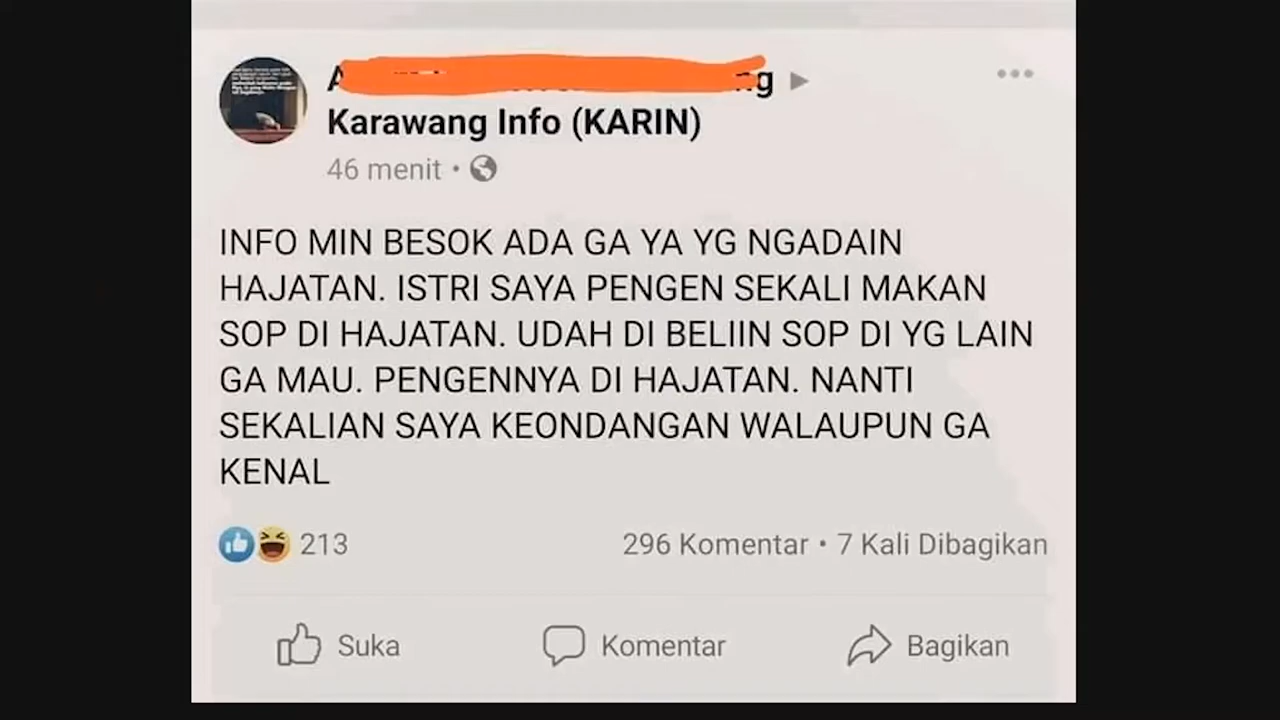 Karawang Info (KARIN)
46 menit •
INFO MIN BESOK ADA GA YA YG NGADAIN
HAJATAN. ISTRI SAYA PENGEN SEKALI MAKAN
SOP DI HAJATAN. UDAH DI BELIIN SOP DI YG LAIN
GA MAU. PENGENNYA DI HAJATAN. NANTI
SEKALIAN SAYA KEONDANGAN WALAUPUN GA
KENAL
213
296 Komentar • 7 Kali Dibagikan
Suka
Komentar
Bagikan